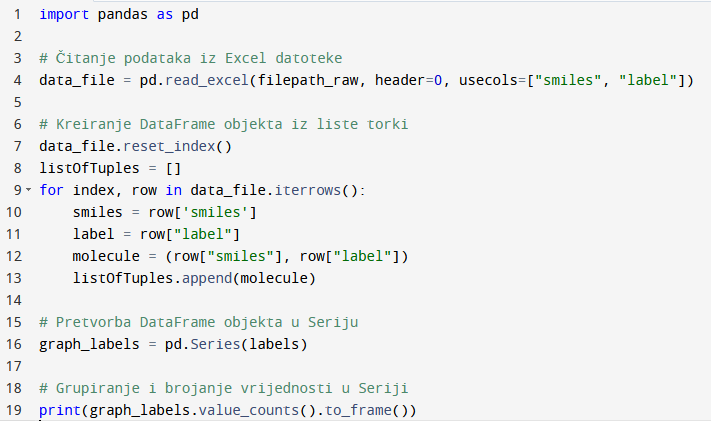 1 import pandas as pd
2
3 # Čitanje podataka iz Excel datoteke
4 data_file = pd.read_excel(filepath_raw, header=0, usecols=["smiles", "label"])
5
6 # Kreiranje DataFrame objekta iz liste torki
7 data_file.reset_index()
8 listOfTuples = []
9 for index, row in data_file.iterrows():
10     smiles = row['smiles']
11     label = row["label"]
12     molecule = (row["smiles"], row["label"])
13     listOfTuples.append(molecule)
14
15 # Pretvorba DataFrame objekta u Seriju
16 graph_labels = pd.Series(labels)
17
18 # Grupiranje i brojanje vrijednosti u Seriji
19 print(graph_labels.value_counts().to_frame())